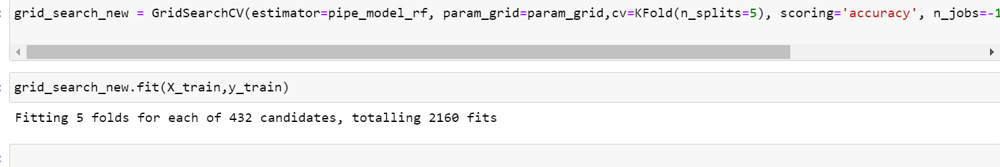 grid_search_new = GridSearchCV(estimator=pipe_model_rf, param_grid=param_grid,cv=KFold(n_splits=5), scoring='accuracy', n_jobs=-1
grid_search_new.fit(X_train,y_train)
Fitting 5 folds for each of 432 candidates, totalling 2160 fits